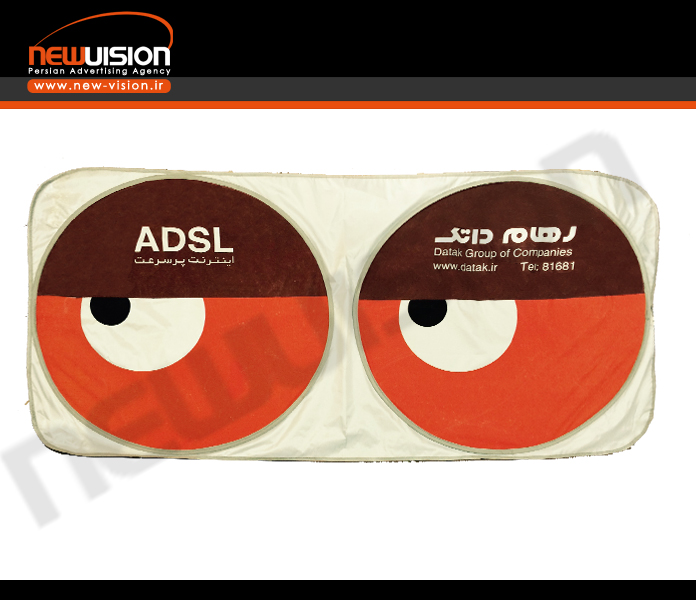 newvision
Persian Advertising Agency
www.new-vision.ir
ADSL
اینترنت پرسرعت
رهام داتک
Datak Group of Companies
www.datak.ir Tel: 81681
newvision